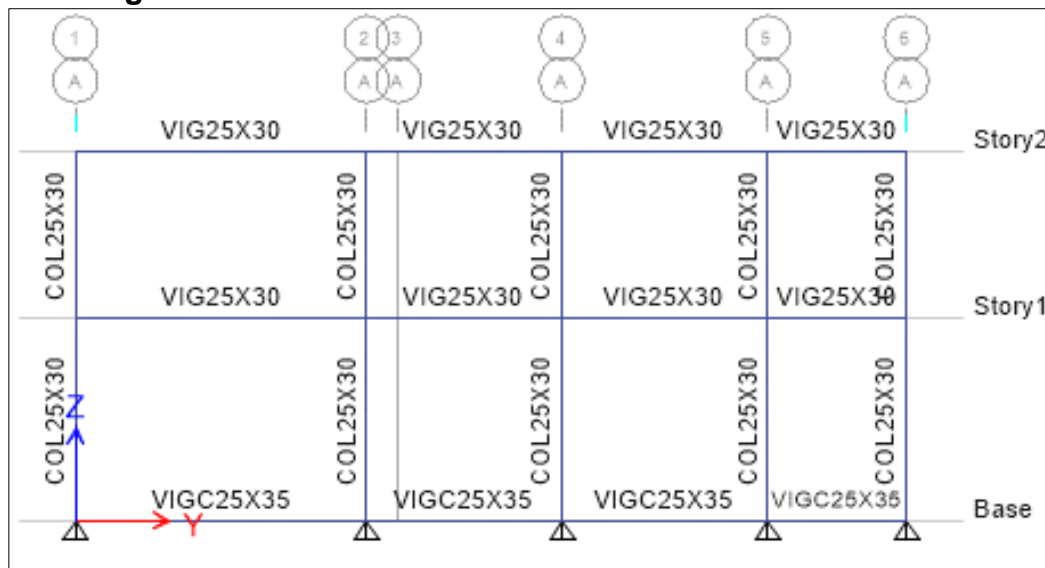 1 2 3 4 5 6
A A A A A A
VIG25X30 VIG25X30 VIG25X30 VIG25X30
Story2
COL25X30 COL25X30 COL25X30 COL25X30 COL25X30
VIG25X30 VIG25X30 VIG25X30 VIG25X30
Story1
COL25X30 COL25X30 COL25X30 COL25X30 COL25X30
Z
VIGC25X35 VIGC25X35 VIGC25X35 VIGC25X35
Base
Y